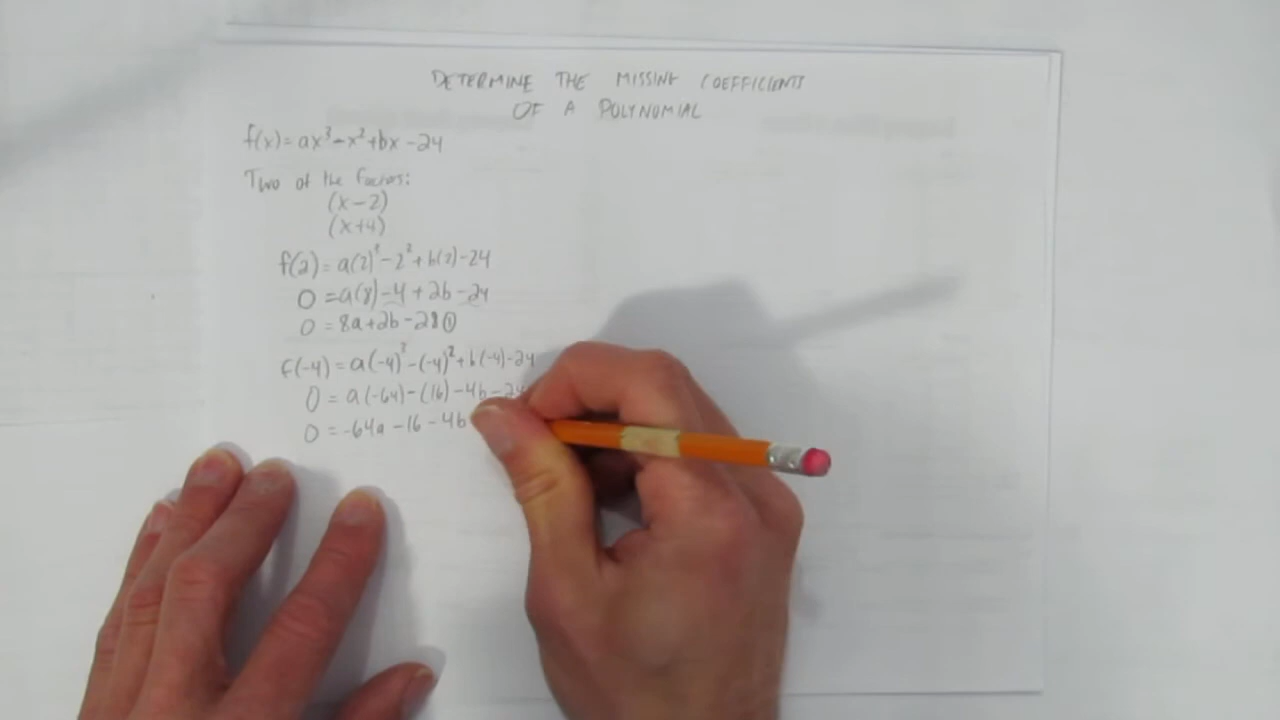 DETERMINE THE MISSING COEFFICIENTS
OF A POLYNOMIAL
f(x)=ax³-x²+bx-24
Two of the factors:
(x-2)
(x+4)
f(2)=a(2)³-2²+b(2)-24
0=a(8)-4+2b-24
0=8a+2b-28①
f(-4)=a(-4)³-(-4)²+b(-4)-24
0=a(-64)-(16)-4b-24
0=-64a-16-4b